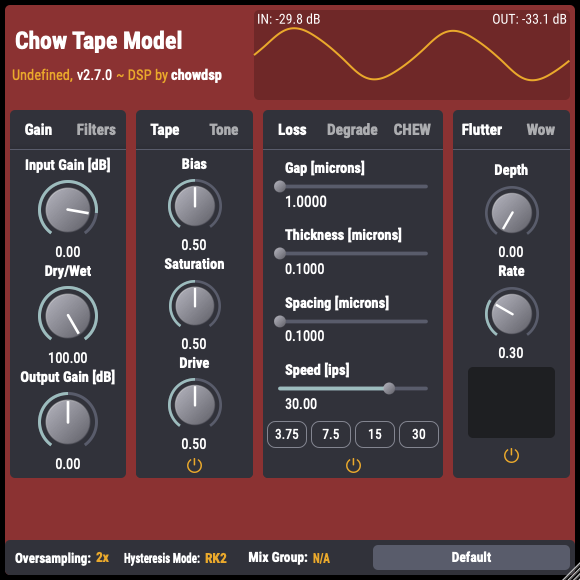 Chow Tape Model
Undefined, v2.7.0 ~ DSP by chowdsp
IN: -29.8 dB OUT: -33.1 dB
Gain Filters
Input Gain [dB]
0.00
Dry/Wet
100.00
Output Gain [dB]
0.00
Tape Tone
Bias
0.50
Saturation
0.50
Drive
0.50
Loss Degrade CHEW
Gap [microns]
1.0000
Thickness [microns]
0.1000
Spacing [microns]
0.1000
Speed [ips]
30.00
3.75 7.5 15 30
Flutter Wow
Depth
0.00
Rate
0.30
Oversampling: 2x Hysteresis Mode: RK2 Mix Group: N/A Default